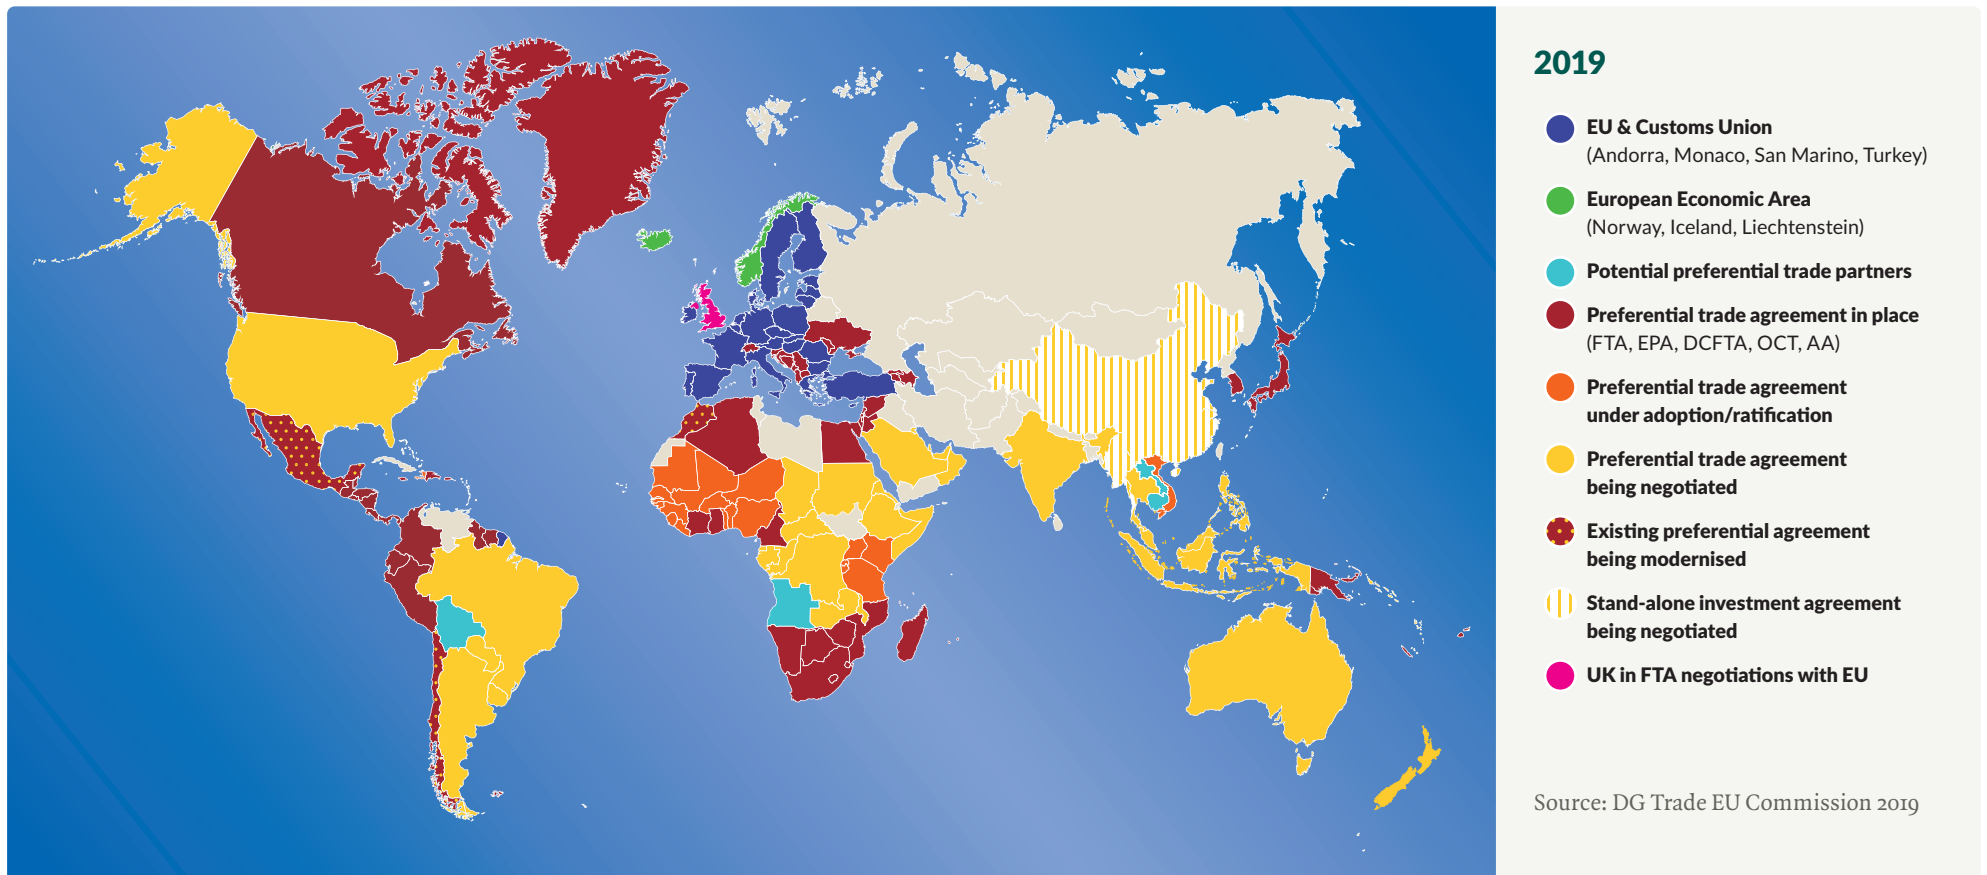 2019
EU & Customs Union
(Andorra, Monaco, San Marino, Turkey)
European Economic Area
(Norway, Iceland, Liechtenstein)
Potential preferential trade partners
Preferential trade agreement in place
(FTA, EPA, DCFTA, OCT, AA)
Preferential trade agreement
under adoption/ratification
Preferential trade agreement
being negotiated
Existing preferential agreement
being modernised
Stand-alone investment agreement
being negotiated
UK in FTA negotiations with EU
Source: DG Trade EU Commission 2019